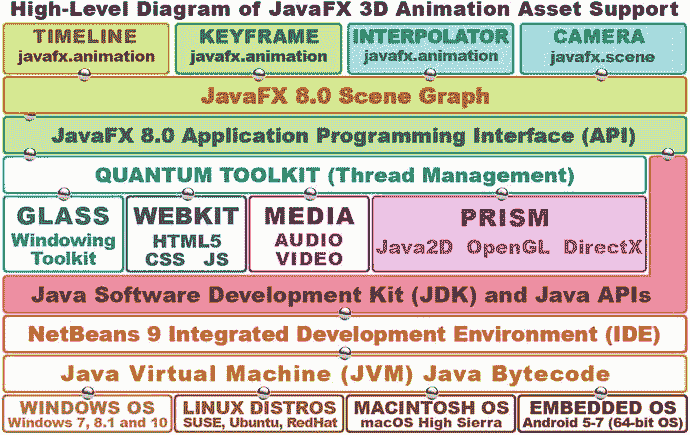 High-Level Diagram of JavaFX 3D Animation Asset Support
TIMELINE
javafx.animation
KEYFRAME
javafx.animation
INTERPOLATOR
javafx.animation
CAMERA
javafx.scene
JavaFX 8.0 Scene Graph
JavaFX 8.0 Application Programming Interface (API)
QUANTUM TOOLKIT (Thread Management)
GLASS
Windowing
Toolkit
WEBKIT
HTML5
CSS JS
MEDIA
AUDIO
VIDEO
PRISM
Java2D OpenGL DirectX
Java Software Development Kit (JDK) and Java APIs
NetBeans 9 Integrated Development Environment (IDE)
Java Virtual Machine (JVM) Java Bytecode
WINDOWS OS
Windows 7, 8.1 and 10
LINUX DISTROS
SUSE, Ubuntu, RedHat
MACINTOSH OS
macOS High Sierra
EMBEDDED OS
Android 5-7 (64-bit OS)